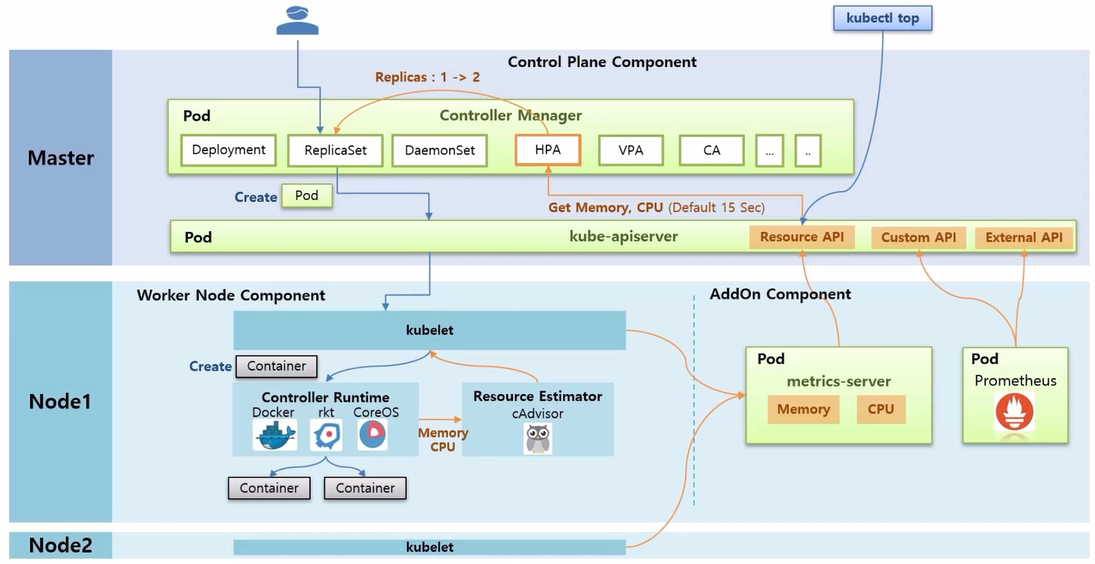 kubectl top
Control Plane Component
Replicas : 1 -> 2
Master
Pod
Controller Manager
Deployment
ReplicaSet
DaemonSet
HPA
VPA
CA
...
..
Create
Pod
Get Memory, CPU (Default 15 Sec)
Pod
kube-apiserver
Resource API
Custom API
External API
Node1
Worker Node Component
AddOn Component
kubelet
Create
Container
Controller Runtime
Docker
rkt
CoreOS
Memory
CPU
Resource Estimator
cAdvisor
Container
Container
Pod
metrics-server
Memory
CPU
Pod
Prometheus
Node2
kubelet